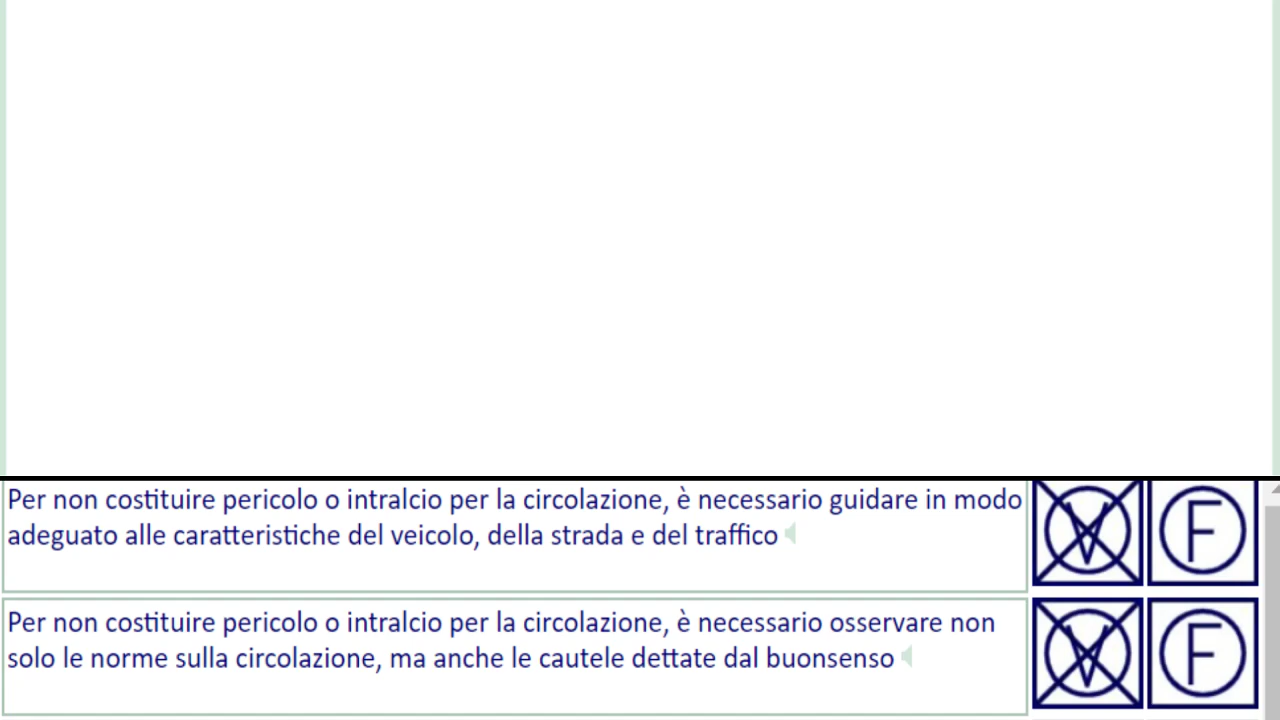 Per non costituire pericolo o intralcio per la circolazione, è necessario guidare in modo
adeguato alle caratteristiche del veicolo, della strada e del traffico
V F
Per non costituire pericolo o intralcio per la circolazione, è necessario osservare non
solo le norme sulla circolazione, ma anche le cautele dettate dal buonsenso
V F